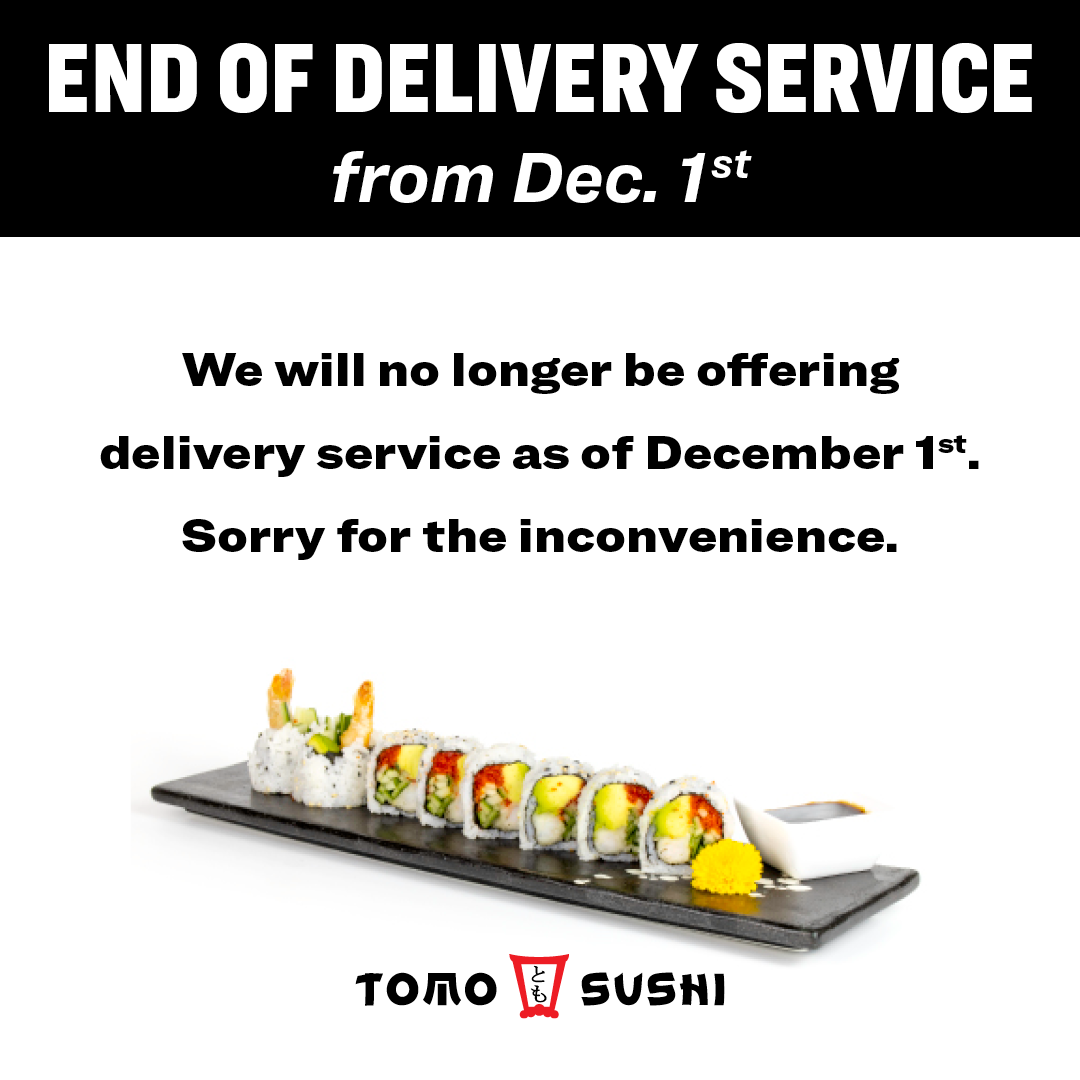 END OF DELIVERY SERVICE
from Dec. 1st
We will no longer be offering
delivery service as of December 1st.
Sorry for the inconvenience.
TOMO とも SUSHI